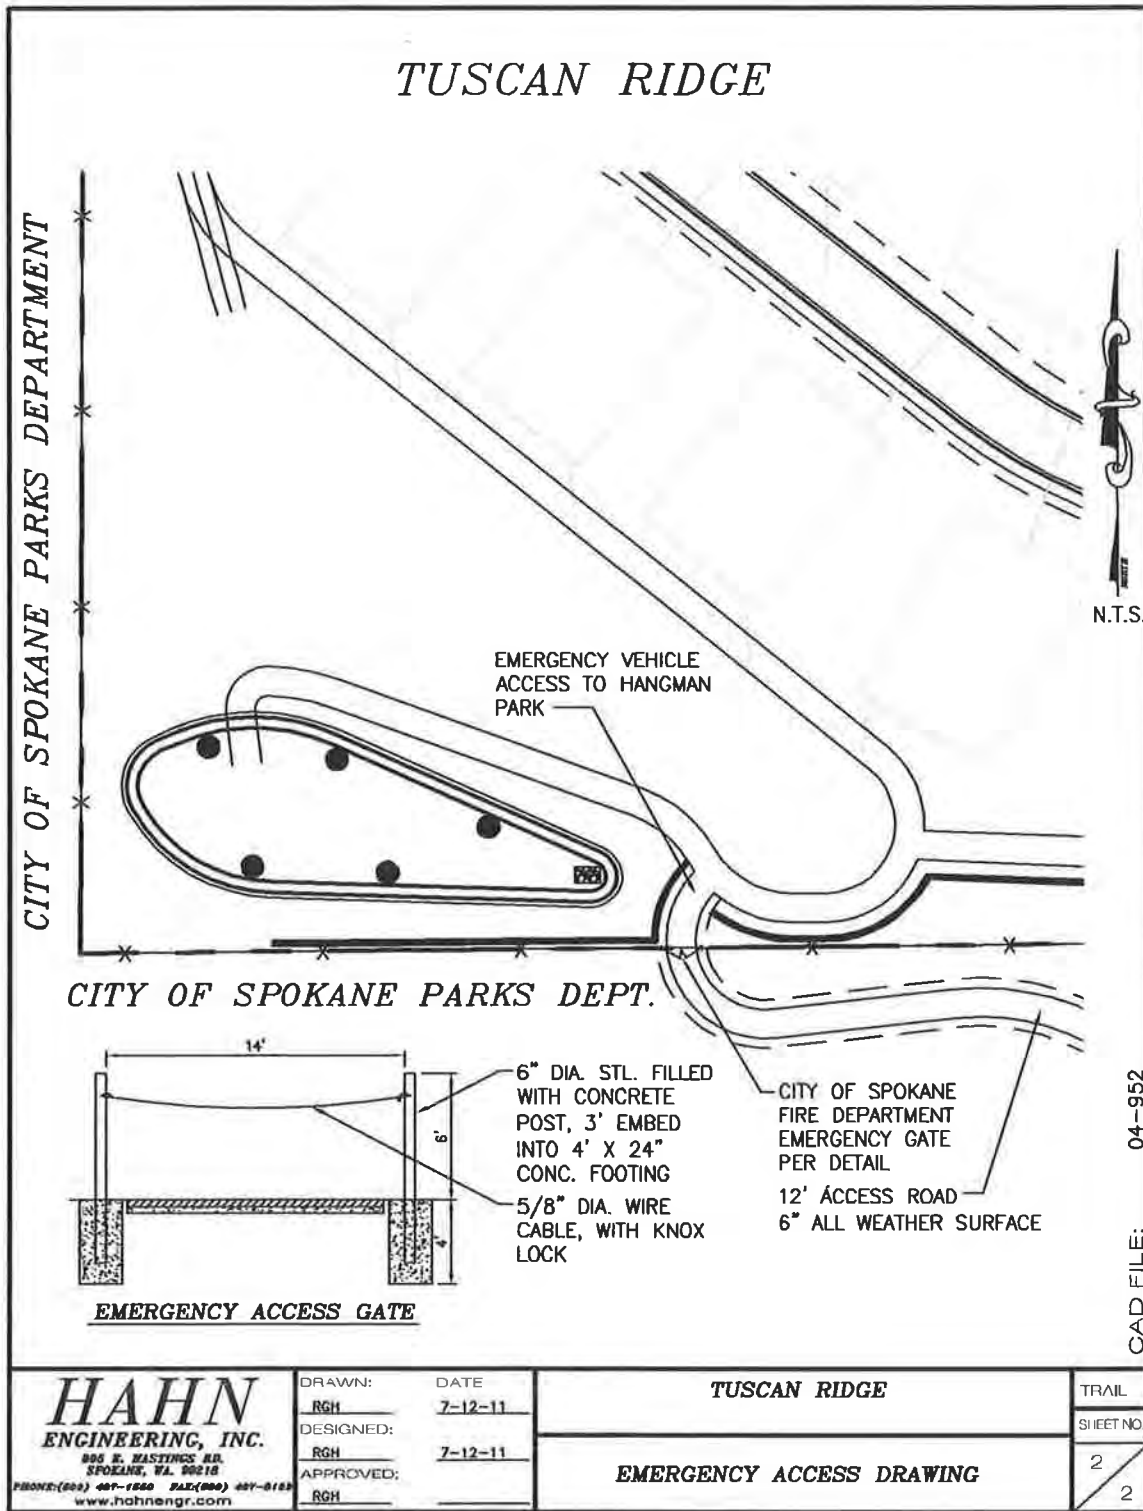 TUSCAN RIDGE
CITY OF SPOKANE PARKS DEPARTMENT
N.T.S.
EMERGENCY VEHICLE
ACCESS TO HANGMAN
PARK
CITY OF SPOKANE PARKS DEPT.
14'
6'
4'
6" DIA. STL. FILLED
WITH CONCRETE
POST, 3' EMBED
INTO 4' X 24"
CONC. FOOTING
5/8" DIA. WIRE
CABLE, WITH KNOX
LOCK
CITY OF SPOKANE
FIRE DEPARTMENT
EMERGENCY GATE
PER DETAIL
12' ACCESS ROAD
6" ALL WEATHER SURFACE
EMERGENCY ACCESS GATE
CAD FILE: 04-952
HAHN
ENGINEERING, INC.
E. HASTINGS RD.
SPOKANE, WA. 99218
www.hahnengr.com
DRAWN: DATE
RGH 7-12-11
DESIGNED:
RGH 7-12-11
APPROVED:
RGH
TUSCAN RIDGE
EMERGENCY ACCESS DRAWING
TRAIL
SHEET NO
2
2